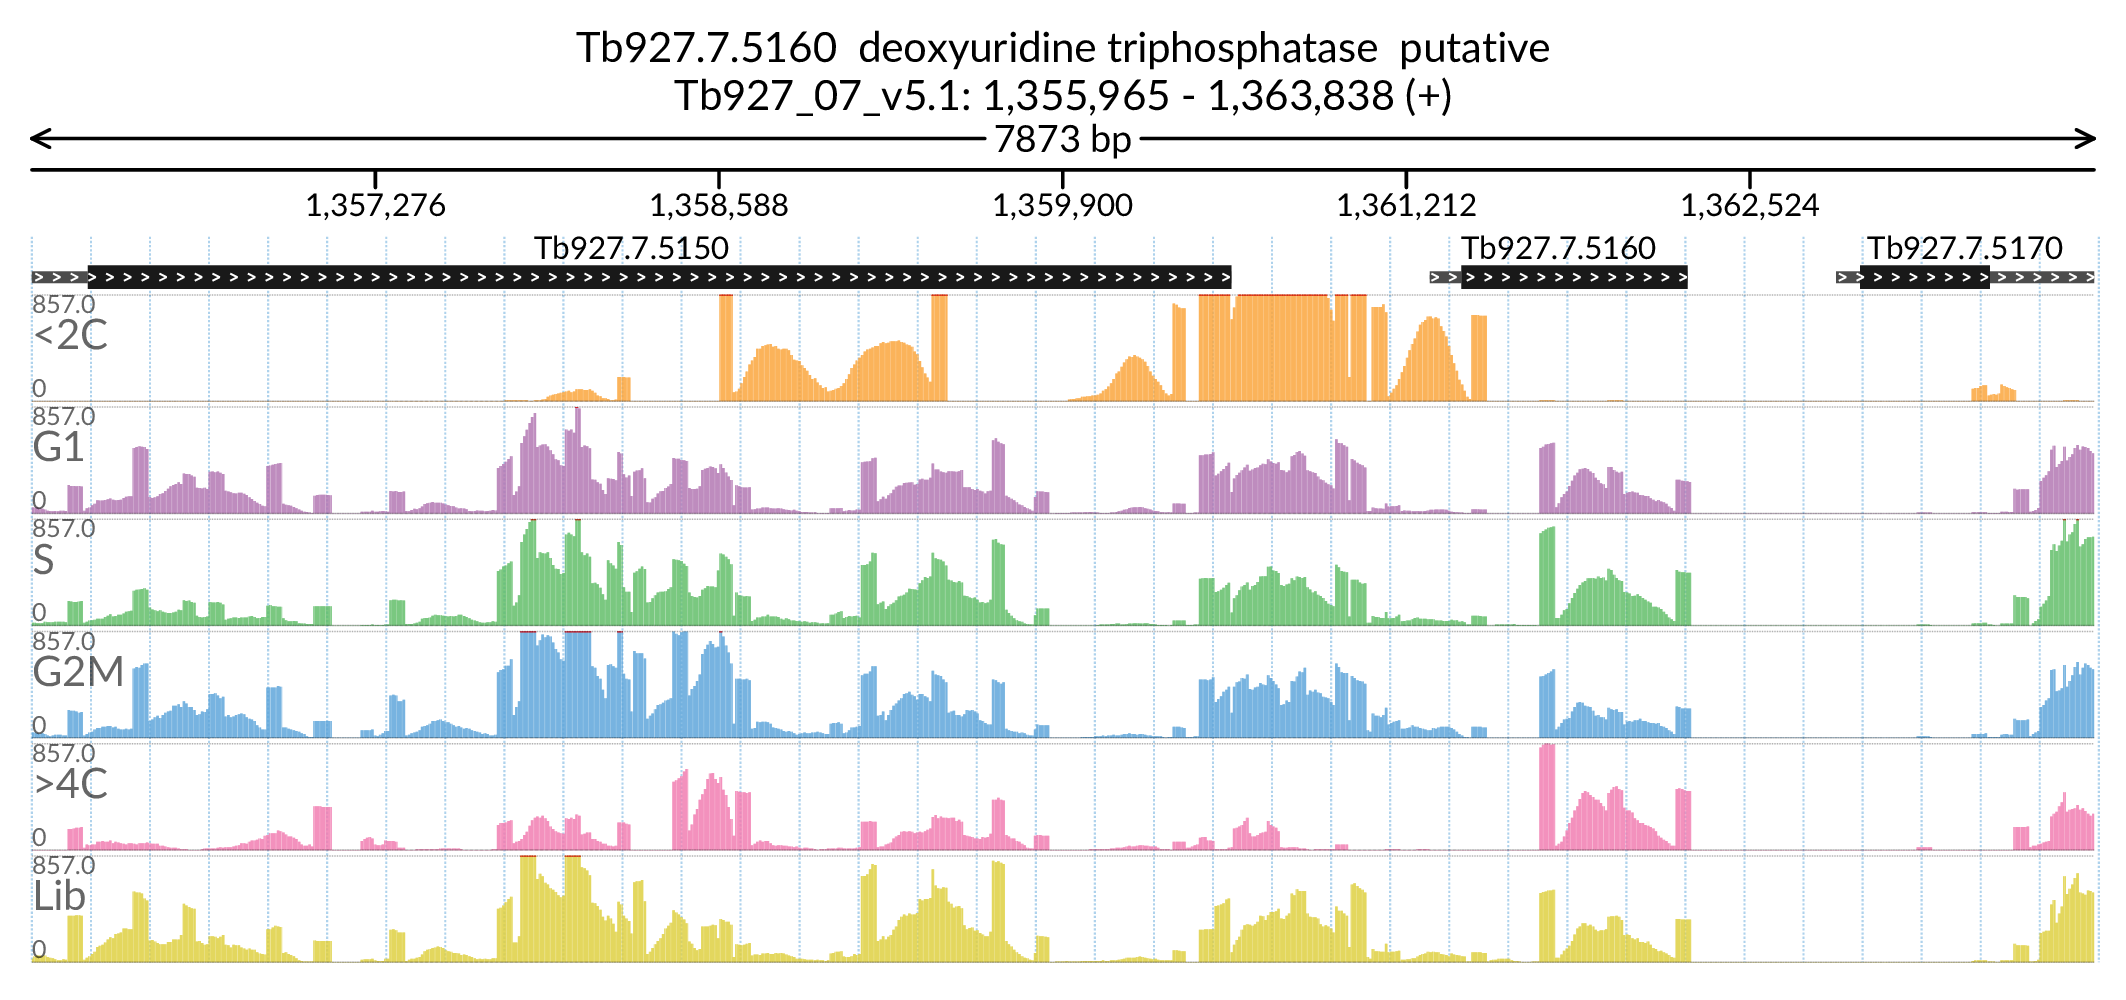 Tb927.7.5160 deoxyuridine triphosphatase putative
Tb927_07_v5.1: 1,355,965 - 1,363,838 (+)
7873 bp
1,357,276 1,358,588 1,359,900 1,361,212 1,362,524
Tb927.7.5150 Tb927.7.5160 Tb927.7.5170
857.0
<2C
0
857.0
G1
0
857.0
S
0
857.0
G2M
0
857.0
>4C
0
857.0
Lib
0